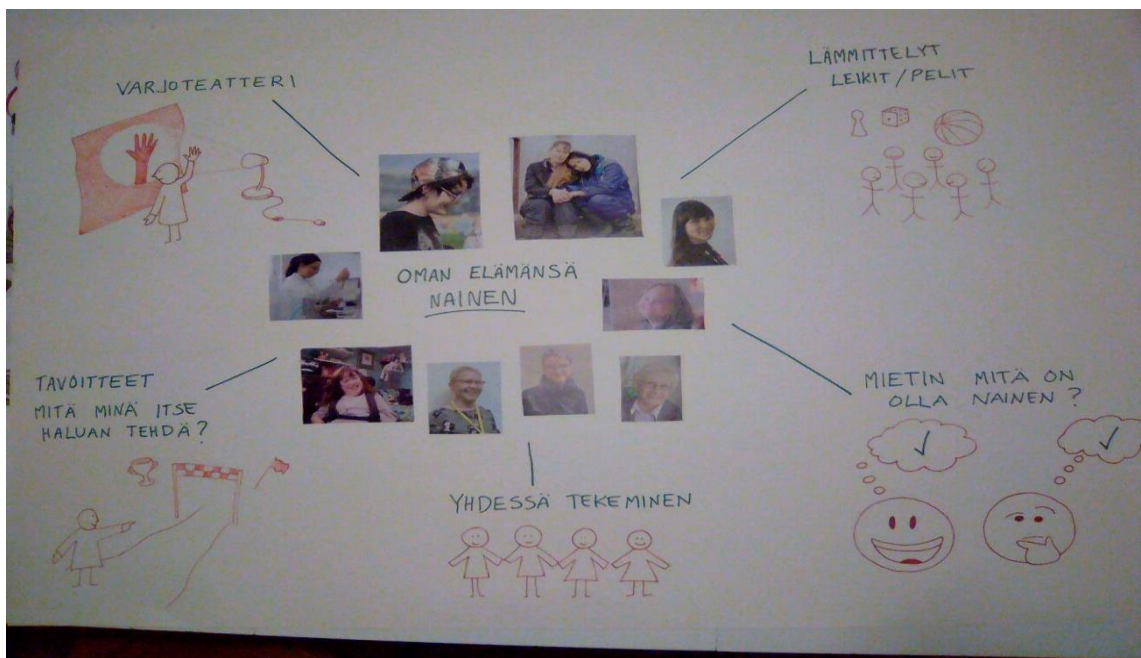 VARJOTEATTERI
LÄMMITTELYT
LEIKIT/PELIT
OMAN ELÄMÄNSÄ
NAINEN
TAVOITTEET
MITÄ MINÄ ITSE
HALUAN TEHDÄ?
MIETIN MITÄ ON
OLLA NAINEN?
YHDESSÄ TEKEMINEN